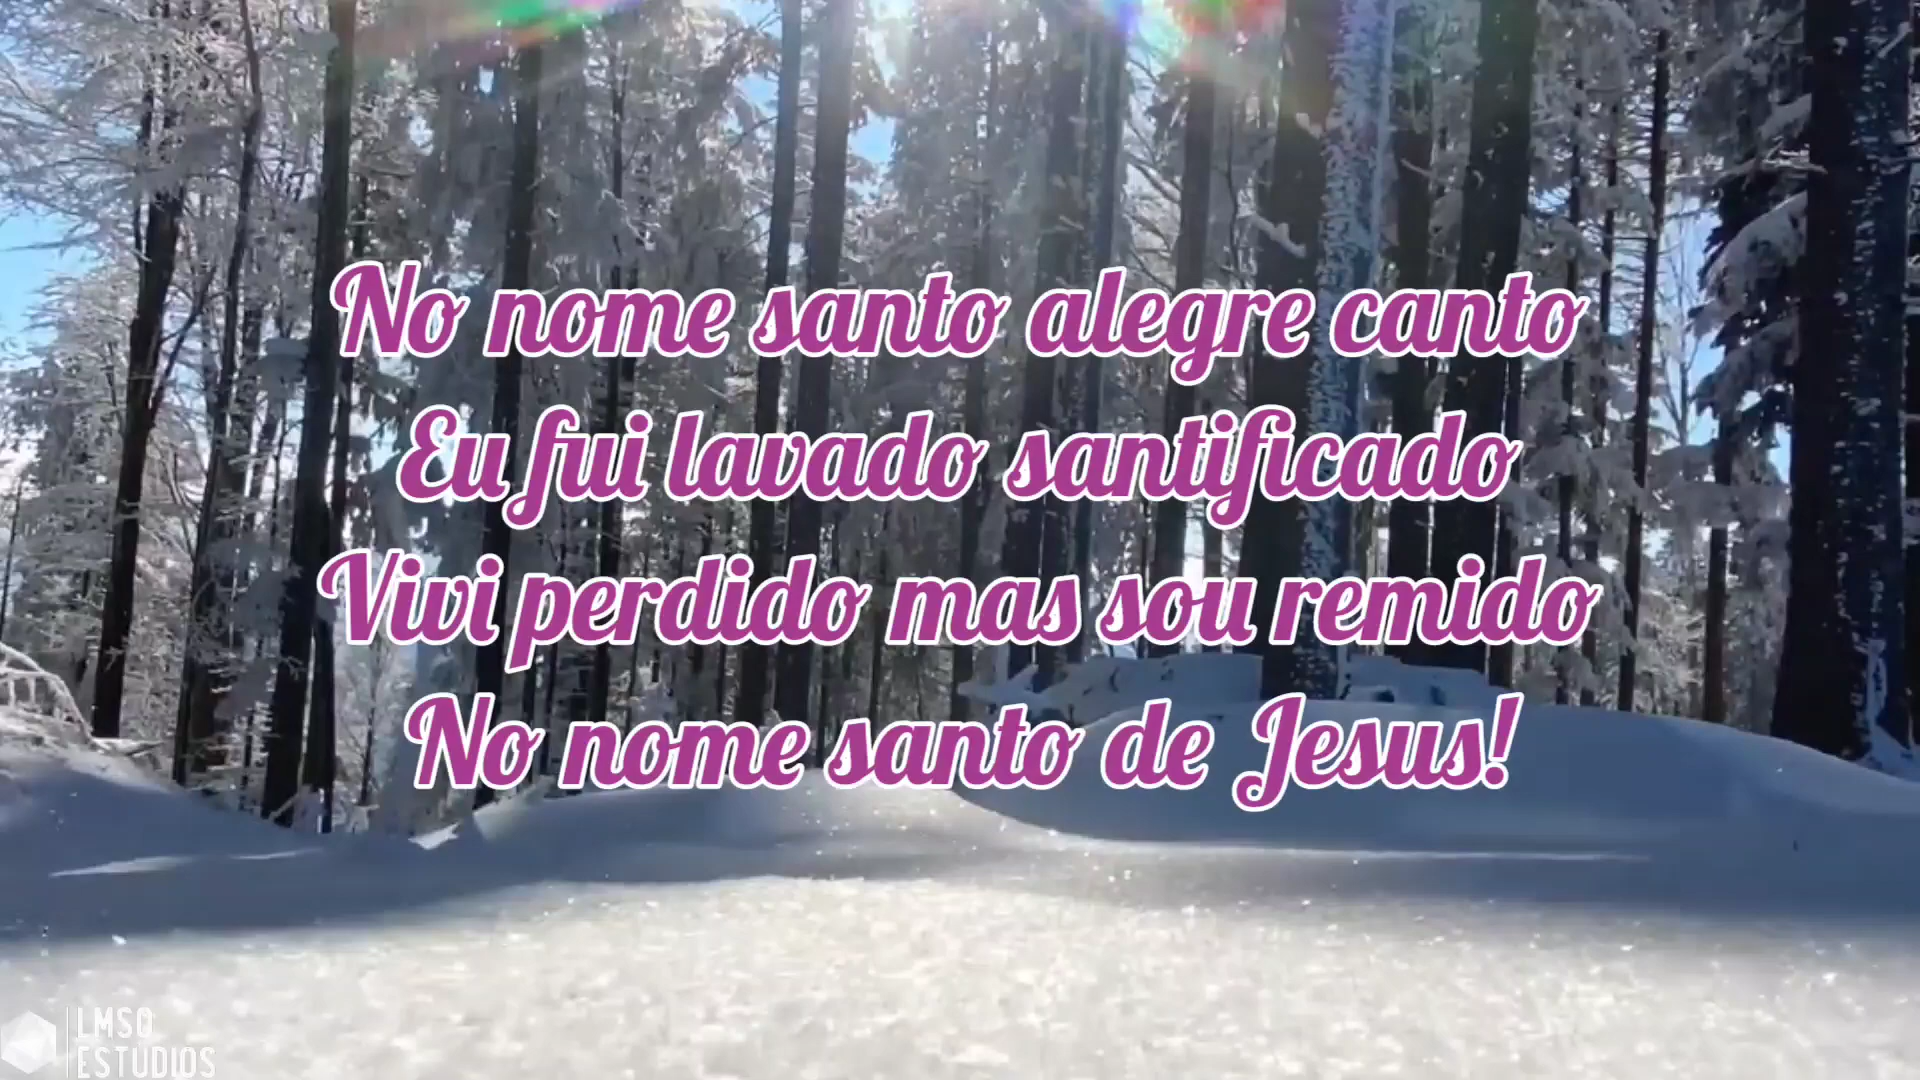 No nome santo alegre canto
Eu fui lavado santificado
Vivi perdido mas sou remido
No nome santo de Jesus!
LMSO
ESTÚDIOS